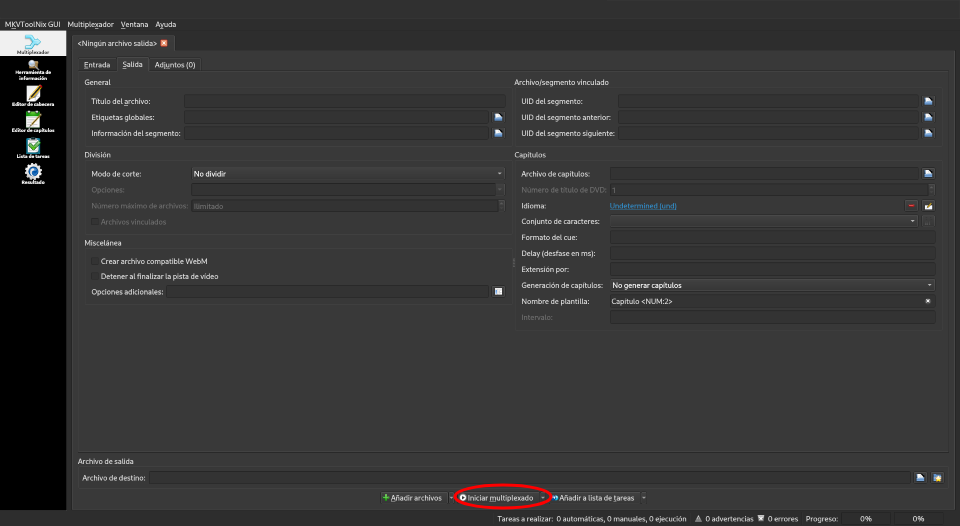 MKVToolNix GUI Multiplexador Ventana Ayuda
Multiplexador
Herramienta de información
Editor de cabecera
Editor de capítulos
Lista de tareas
Resultado
<Ningún archivo salida>
Entrada Salida Adjuntos (0)
General
Título del archivo:
Etiquetas globales:
Información del segmento:
División
Modo de corte: No dividir
Opciones:
Número máximo de archivos: Ilimitado
Archivos vinculados
Miscelánea
Crear archivo compatible WebM
Detener al finalizar la pista de vídeo
Opciones adicionales:
Archivo/segmento vinculado
UID del segmento:
UID del segmento anterior:
UID del segmento siguiente:
Capítulos
Archivo de capítulos:
Número de título de DVD: 1
Idioma: Undetermined (und)
Conjunto de caracteres:
Formato del cue:
Delay (desfase en ms):
Extensión por:
Generación de capítulos: No generar capítulos
Nombre de plantilla: Capítulo <NUM:2>
Intervalo:
Archivo de salida
Archivo de destino:
Añadir archivos Iniciar multiplexado Añadir a lista de tareas
Tareas a realizar: 0 automáticas, 0 manuales, 0 ejecución 0 advertencias 0 errores Progreso: 0% 0%